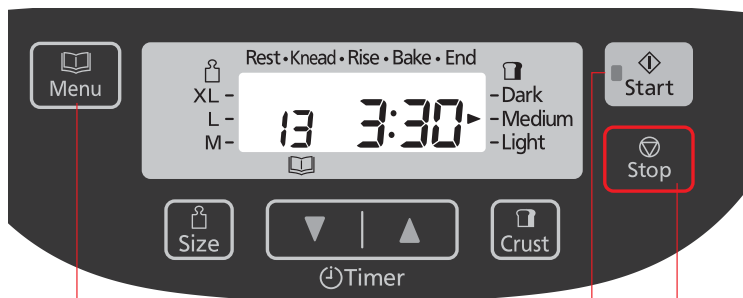 Menu
Rest • Knead • Rise • Bake • End
XL - - Dark
L - 13 3:30 ► - Medium
M - - Light
Start
Stop
Size
▼ | ▲
Crust
Timer